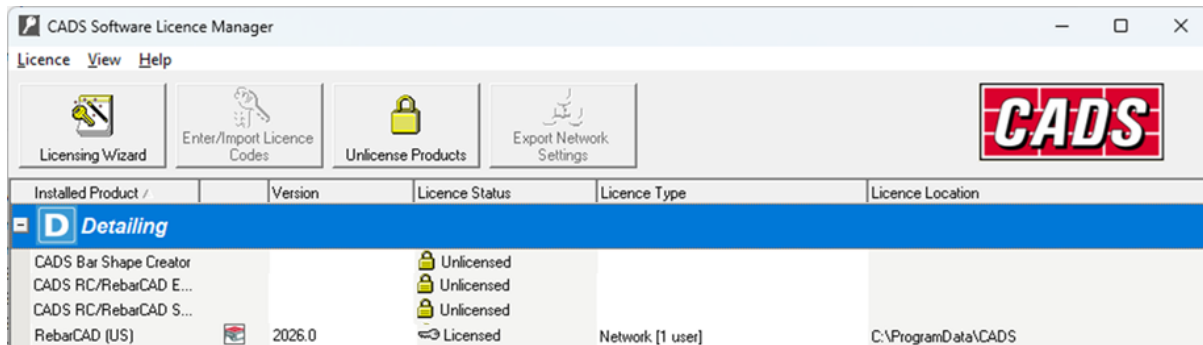 CADS Software Licence Manager
Licence View Help
Licensing Wizard
Enter/Import Licence
Codes
Unlicense Products
Export Network
Settings
CADS
Installed Product / Version Licence Status Licence Type Licence Location
D Detailing
CADS Bar Shape Creator Unlicensed
CADS RC/RebarCAD E... Unlicensed
CADS RC/RebarCAD S... Unlicensed
RebarCAD (US) 2026.0 Licensed Network [1 user] C:\ProgramData\CADS